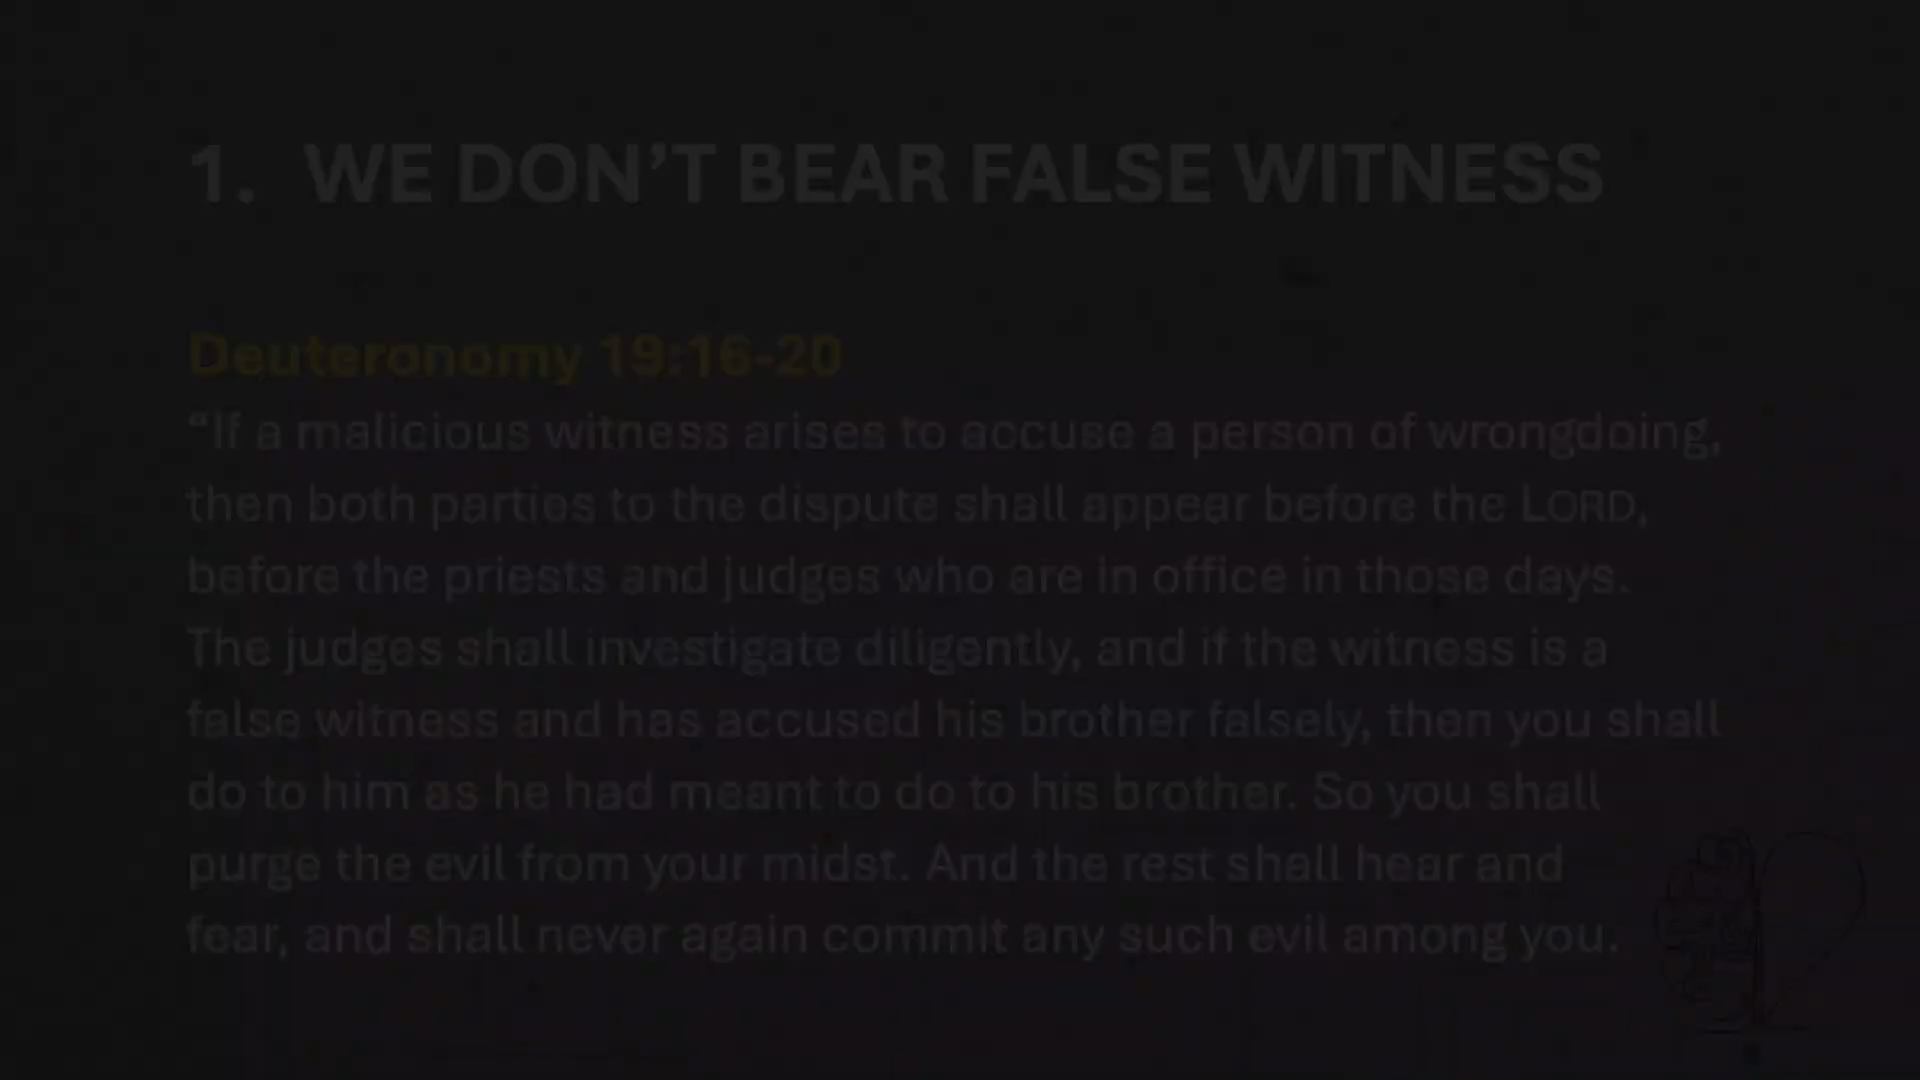 1. WE DON’T BEAR FALSE WITNESS
Deuteronomy 19:16-20
“If a malicious witness arises to accuse a person of wrongdoing,
then both parties to the dispute shall appear before the LORD,
before the priests and judges who are in office in those days.
The judges shall investigate diligently, and if the witness is a
false witness and has accused his brother falsely, then you shall
do to him as he had meant to do to his brother. So you shall
purge the evil from your midst. And the rest shall hear and
fear, and shall never again commit any such evil among you.